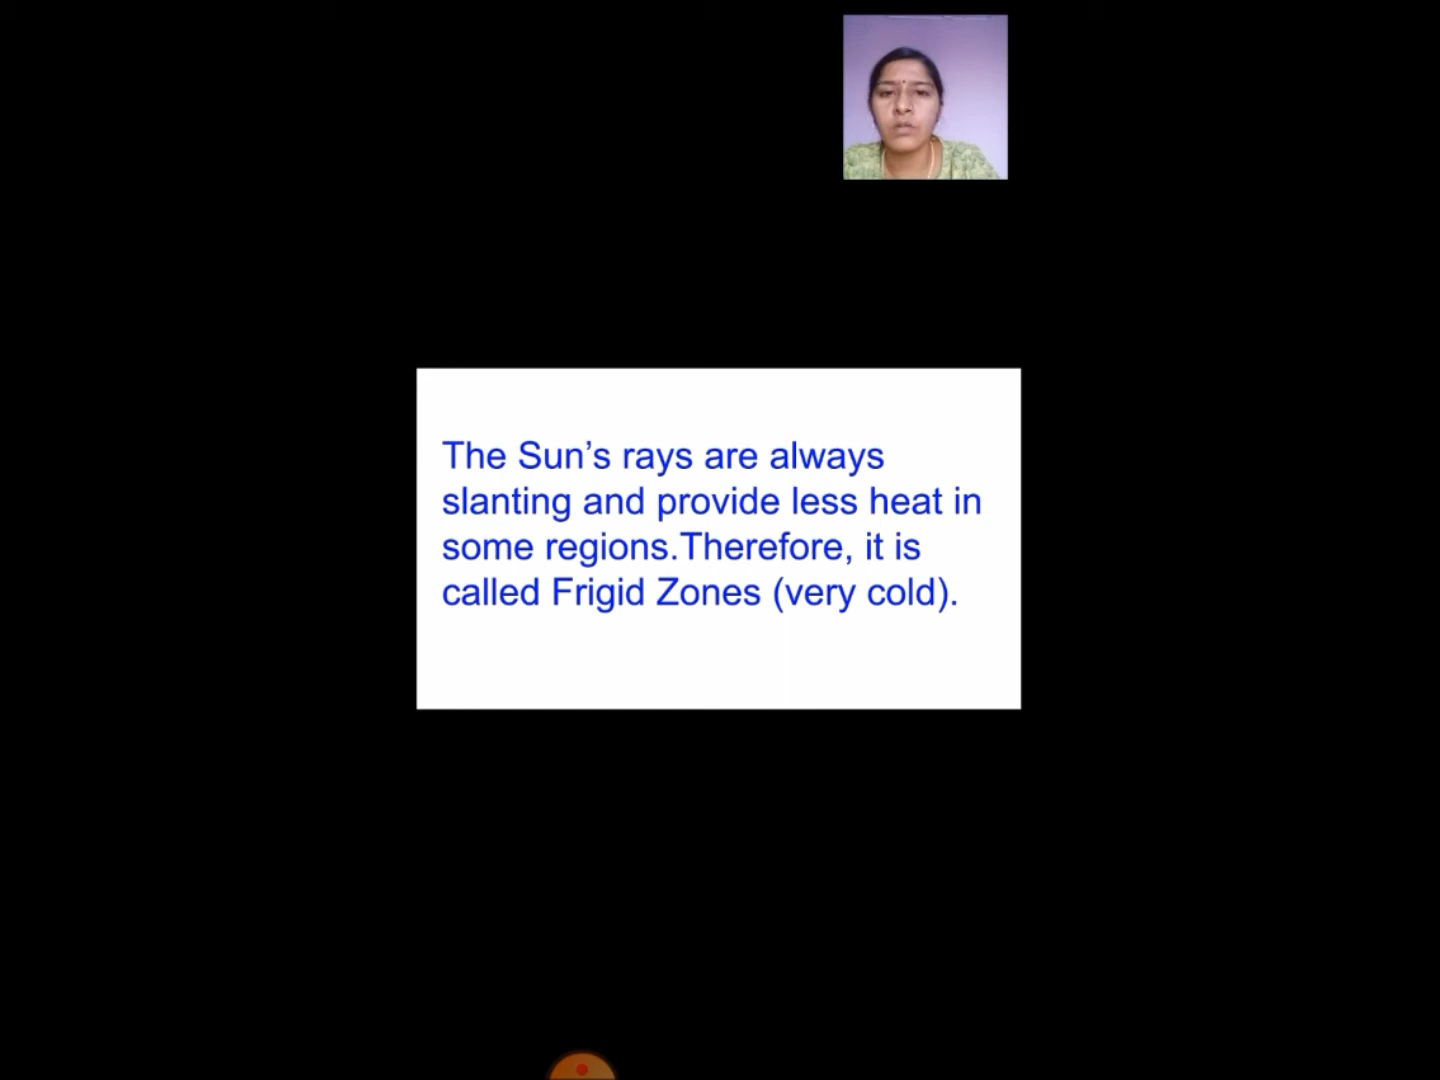 The Sun’s rays are always
slanting and provide less heat in
some regions.Therefore, it is
called Frigid Zones (very cold).